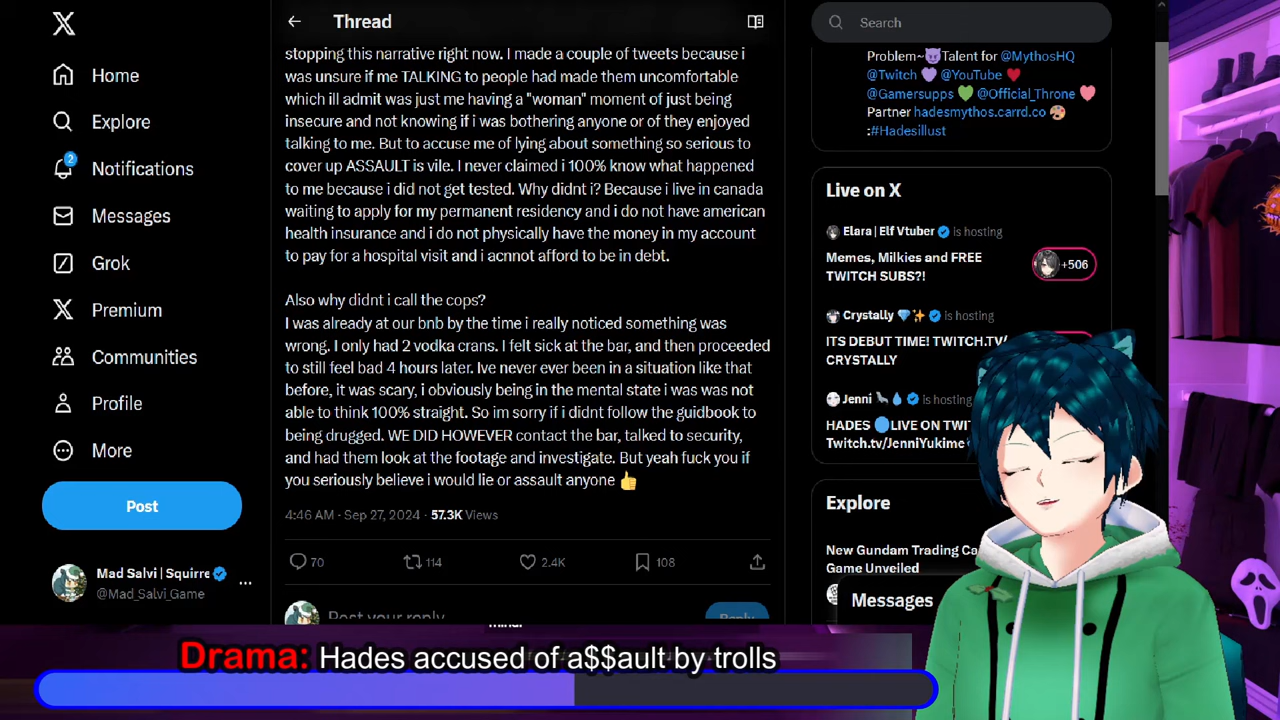 Thread
Search
Home
Explore
2
Notifications
Messages
Grok
Premium
Communities
Profile
More
Post
Mad Salvi | Squirre
@Mad_Salvi_Game
...
stopping this narrative right now. I made a couple of tweets because i
was unsure if me TALKING to people had made them uncomfortable
which ill admit was just me having a "woman" moment of just being
insecure and not knowing if i was bothering anyone or of they enjoyed
talking to me. But to accuse me of lying about something so serious to
cover up ASSAULT is vile. I never claimed i 100% know what happened
to me because i did not get tested. Why didnt i? Because i live in canada
waiting to apply for my permanent residency and i do not have american
health insurance and i do not physically have the money in my account
to pay for a hospital visit and i acnnot afford to be in debt.
Also why didnt i call the cops?
I was already at our bnb by the time i really noticed something was
wrong. I only had 2 vodka crans. I felt sick at the bar, and then proceeded
to still feel bad 4 hours later. Ive never ever been in a situation like that
before, it was scary, i obviously being in the mental state i was was not
able to think 100% straight. So im sorry if i didnt follow the guidbook to
being drugged. WE DID HOWEVER contact the bar, talked to security,
and had them look at the footage and investigate. But yeah fuck you if
you seriously believe i would lie or assault anyone 👍
4:46 AM · Sep 27, 2024 · 57.3K Views
70 114 2.4K 108
Post your reply
Reply
Problem~😈Talent for @MythosHQ
@Twitch 💜 @YouTube ❤️
@Gamersupps 💚 @Official_Throne 🩷
Partner hadesmythos.carrd.co 🎨
:#Hadesillust
Live on X
Elara | Elf Vtuber is hosting
Memes, Milkies and FREE
TWITCH SUBS?!
+506
Crystally 💎✨ is hosting
ITS DEBUT TIME! TWITCH.TV/
CRYSTALLY
Jenni is hosting
HADES 🔵LIVE ON TWIT
Twitch.tv/JenniYukime
Explore
New Gundam Trading Ca
Game Unveiled
Messages
Drama: Hades accused of a$$ault by trolls